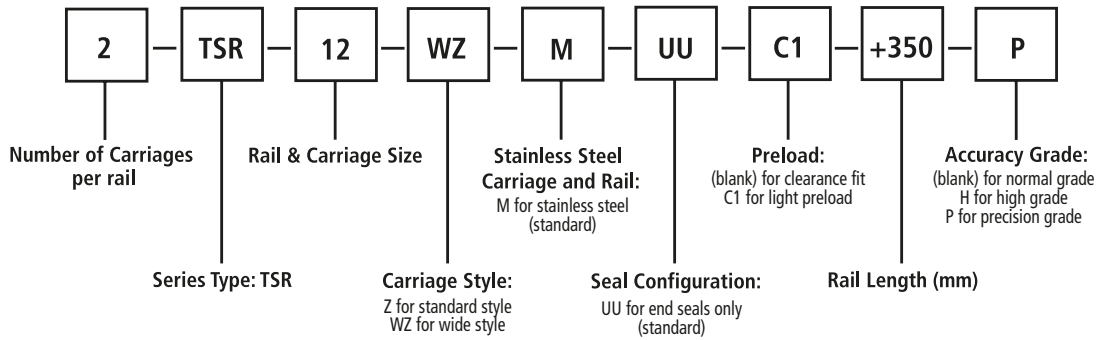 2 TSR 12 WZ M UU C1 +350 P
Number of Carriages
per rail
Rail & Carriage Size
Stainless Steel
Carriage and Rail:
M for stainless steel
(standard)
Preload:
(blank) for clearance fit
C1 for light preload
Accuracy Grade:
(blank) for normal grade
H for high grade
P for precision grade
Series Type: TSR
Carriage Style:
Z for standard style
WZ for wide style
Seal Configuration:
UU for end seals only
(standard)
Rail Length (mm)